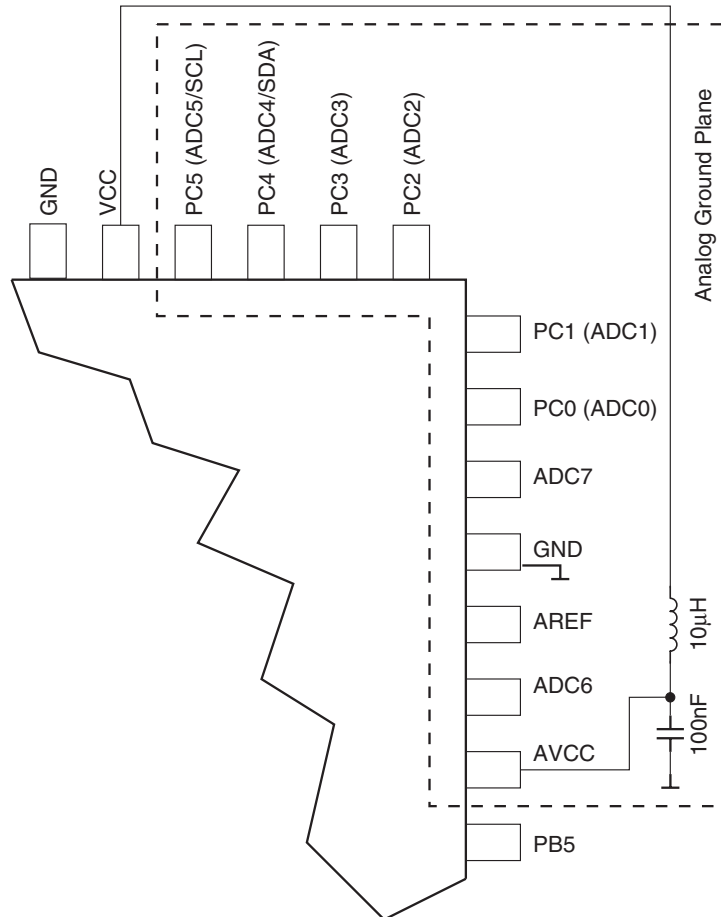 GND
VCC
PC5 (ADC5/SCL)
PC4 (ADC4/SDA)
PC3 (ADC3)
PC2 (ADC2)
Analog Ground Plane
PC1 (ADC1)
PC0 (ADC0)
ADC7
GND
AREF
ADC6
AVCC
PB5
10μH
100nF